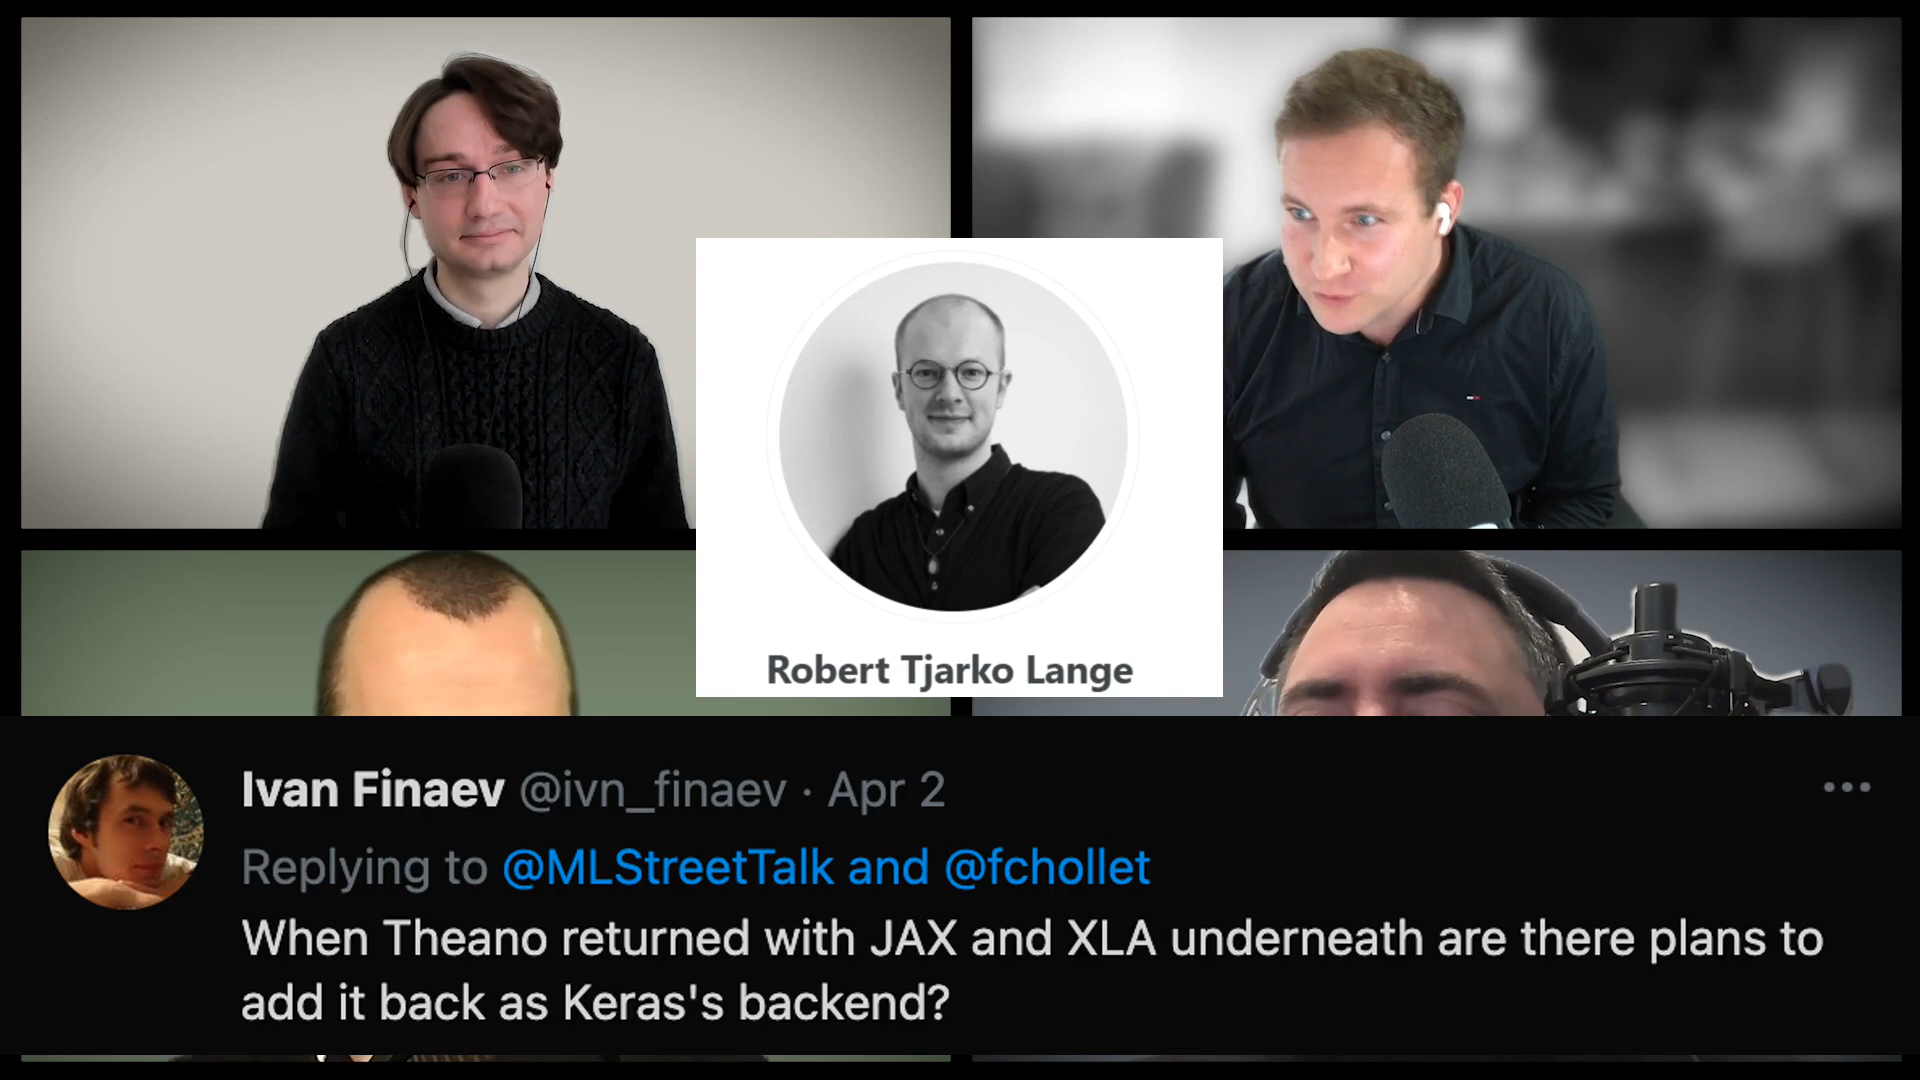 Robert Tjarko Lange
Ivan Finaev @ivn_finaev · Apr 2
Replying to @MLStreetTalk and @fchollet
When Theano returned with JAX and XLA underneath are there plans to
add it back as Keras's backend?